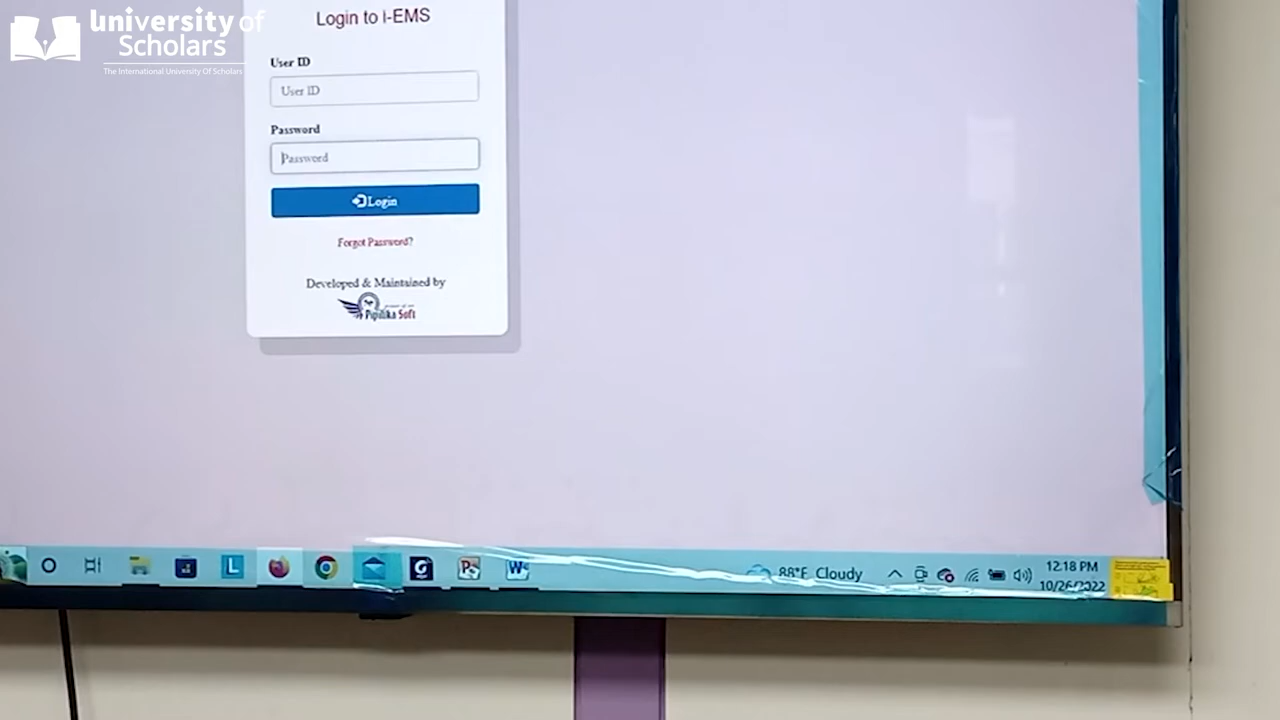 university of
Scholars
The International University Of Scholars
Login to I-EMS
User ID
User ID
Password
Password
Login
Forgot Password?
Developed & Maintained by
Pipilika Soft
88°F Cloudy
12:18 PM
10/26/2022